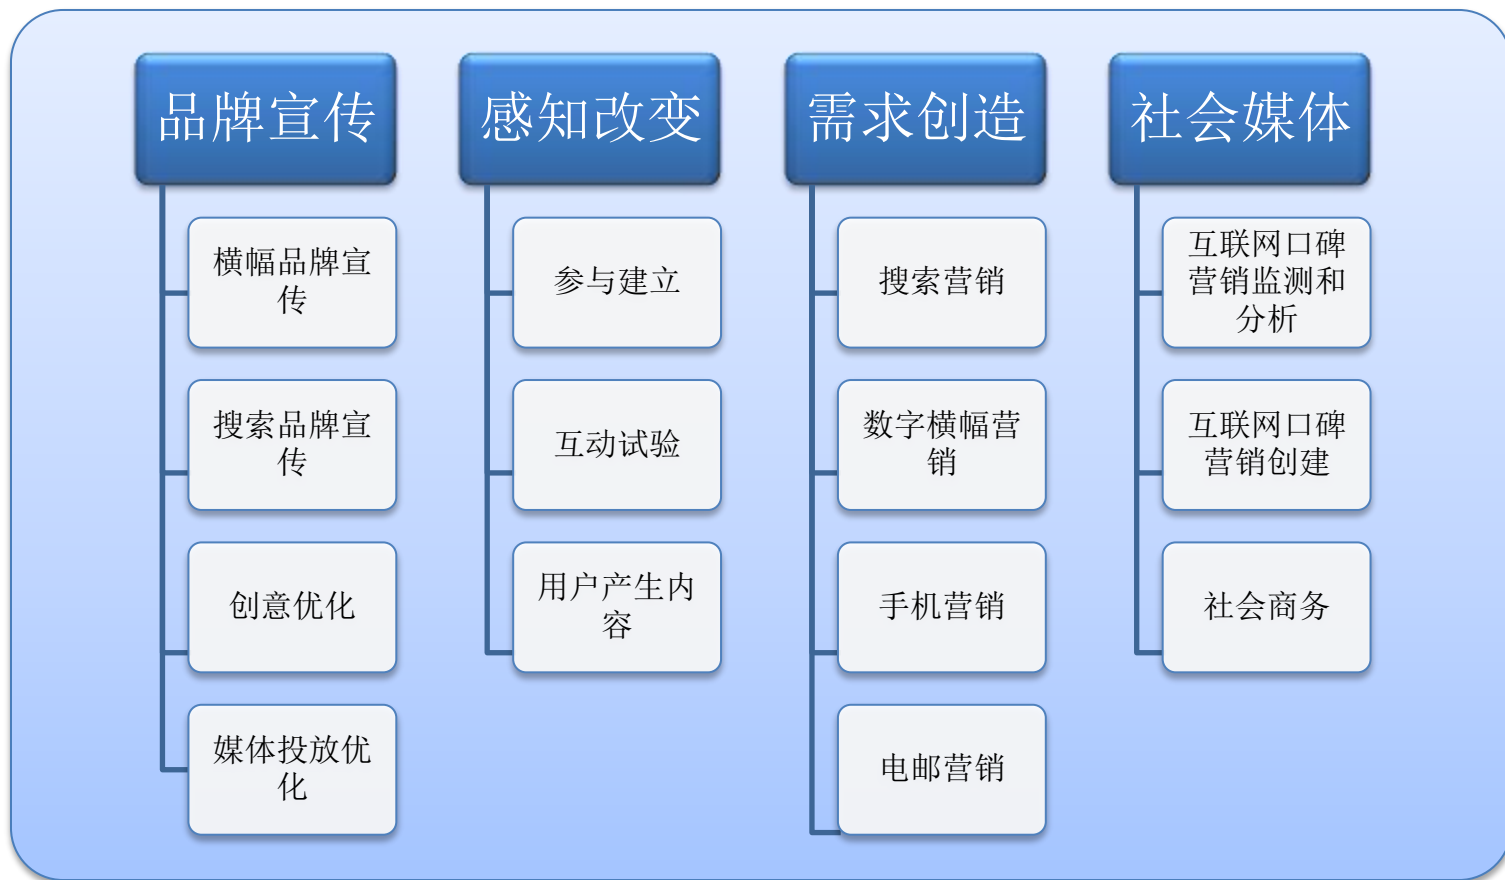 品牌宣传
横幅品牌宣
传
搜索品牌宣
传
创意优化
媒体投放优
化
感知改变
参与建立
互动试验
用户产生内
容
需求创造
搜索营销
数字横幅营
销
手机营销
电邮营销
社会媒体
互联网口碑
营销监测和
分析
互联网口碑
营销创建
社会商务